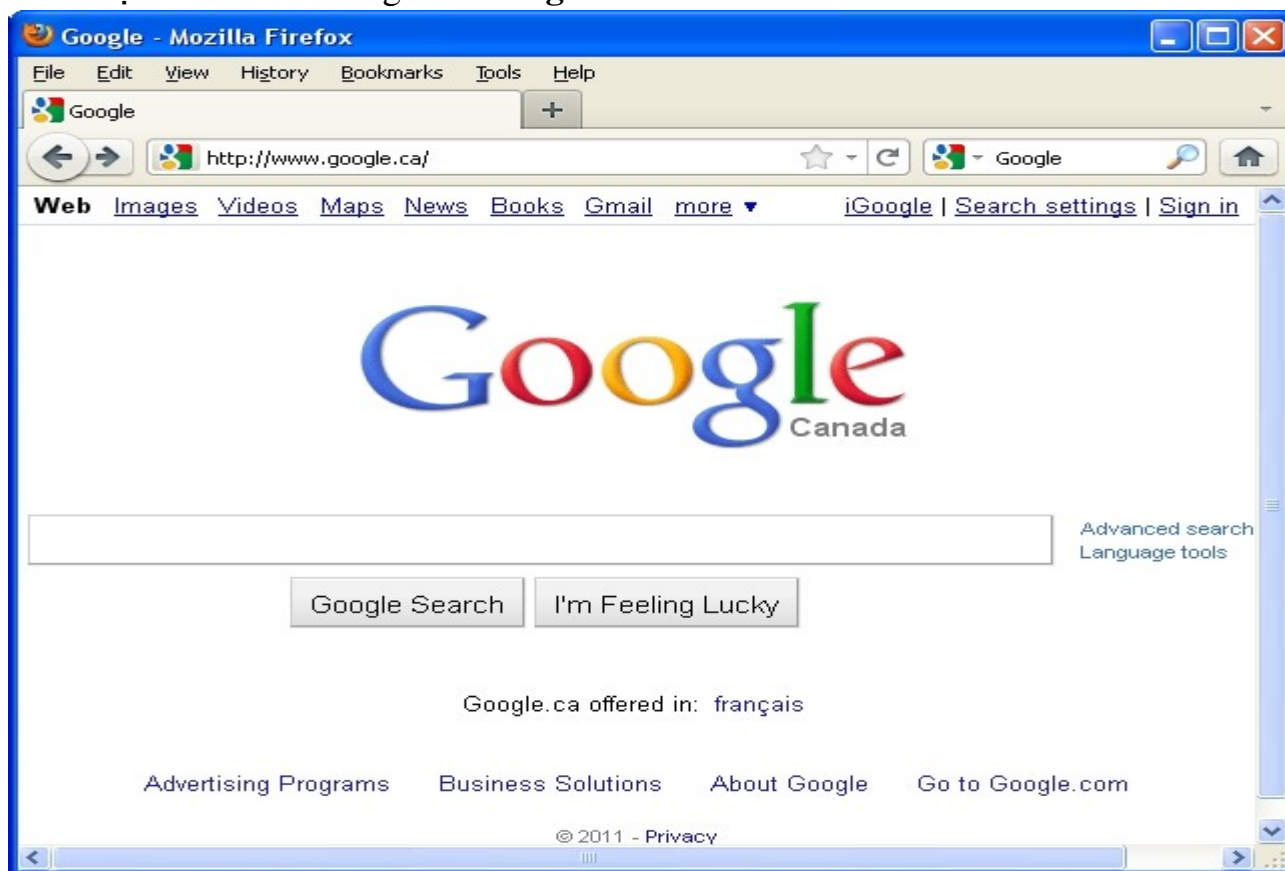 Google - Mozilla Firefox
File Edit View History Bookmarks Tools Help
Google
http://www.google.ca/ Google
Web Images Videos Maps News Books Gmail more ▼ iGoogle | Search settings | Sign in
Google
Canada
Advanced search
Language tools
Google Search I'm Feeling Lucky
Google.ca offered in: français
Advertising Programs Business Solutions About Google Go to Google.com
© 2011 - Privacy